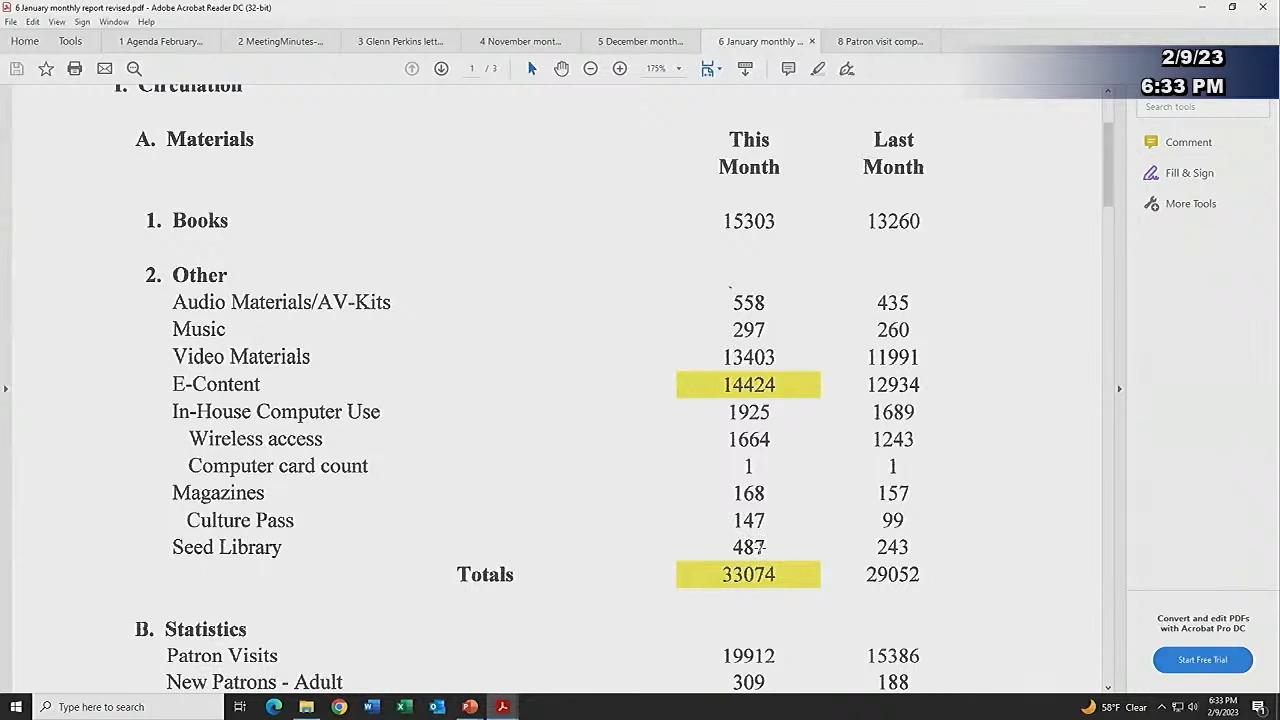 6 January monthly report revised.pdf - Adobe Acrobat Reader DC (32-bit)
File Edit View Sign Window Help
Home Tools 1 Agenda February... 2 MeetingMinutes-... 3 Glenn Perkins lett... 4 November mont... 5 December month... 6 January monthly ... × 8 Patron visit comp...
2/9/23
6:33 PM
1 / 3 175%
Search tools
Comment
Fill & Sign
More Tools
I. Circulation
A. Materials This Month Last Month
1. Books 15303 13260
2. Other
Audio Materials/AV-Kits 558 435
Music 297 260
Video Materials 13403 11991
E-Content 14424 12934
In-House Computer Use 1925 1689
Wireless access 1664 1243
Computer card count 1 1
Magazines 168 157
Culture Pass 147 99
Seed Library 487 243
Totals 33074 29052
B. Statistics
Patron Visits 19912 15386
New Patrons - Adult 309 188
Convert and edit PDFs
with Acrobat Pro DC
Start Free Trial
Type here to search
58°F Clear
6:33 PM
2/9/2023